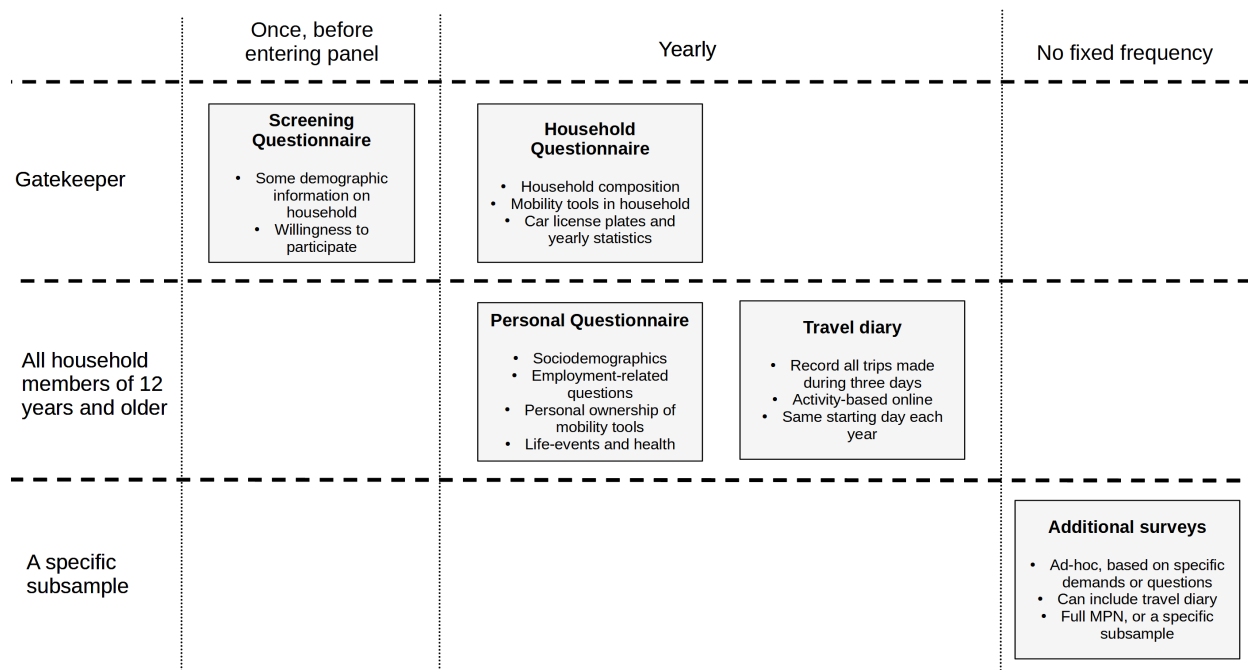 Once, before
entering panel
Yearly
No fixed frequency
Gatekeeper
Screening
Questionnaire
• Some demographic
information on
household
• Willingness to
participate
Household
Questionnaire
• Household composition
• Mobility tools in household
• Car license plates and
yearly statistics
All household
members of 12
years and older
Personal Questionnaire
• Sociodemographics
• Employment-related
questions
• Personal ownership of
mobility tools
• Life-events and health
Travel diary
• Record all trips made
during three days
• Activity-based online
• Same starting day each
year
A specific
subsample
Additional surveys
• Ad-hoc, based on specific
demands or questions
• Can include travel diary
• Full MPN, or a specific
subsample